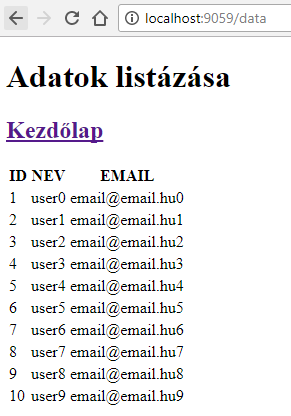 localhost:9059/data
Adatok listázása
Kezdőlap
ID NEV EMAIL
1 user0 email@email.hu0
2 user1 email@email.hu1
3 user2 email@email.hu2
4 user3 email@email.hu3
5 user4 email@email.hu4
6 user5 email@email.hu5
7 user6 email@email.hu6
8 user7 email@email.hu7
9 user8 email@email.hu8
10 user9 email@email.hu9